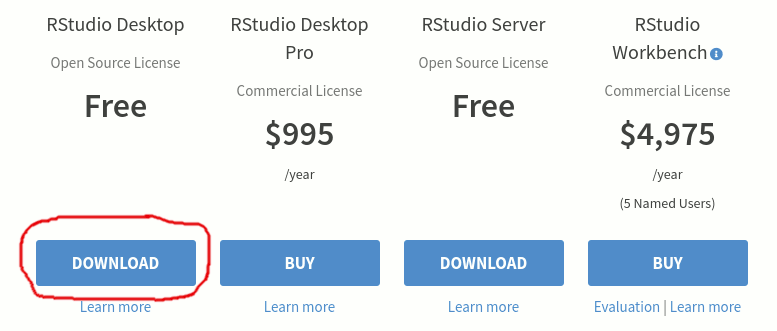 RStudio Desktop
Open Source License
Free
DOWNLOAD
Learn more
RStudio Desktop
Pro
Commercial License
$995
/year
BUY
Learn more
RStudio Server
Open Source License
Free
DOWNLOAD
Learn more
RStudio
Workbench
Commercial License
$4,975
/year
(5 Named Users)
BUY
Evaluation | Learn more